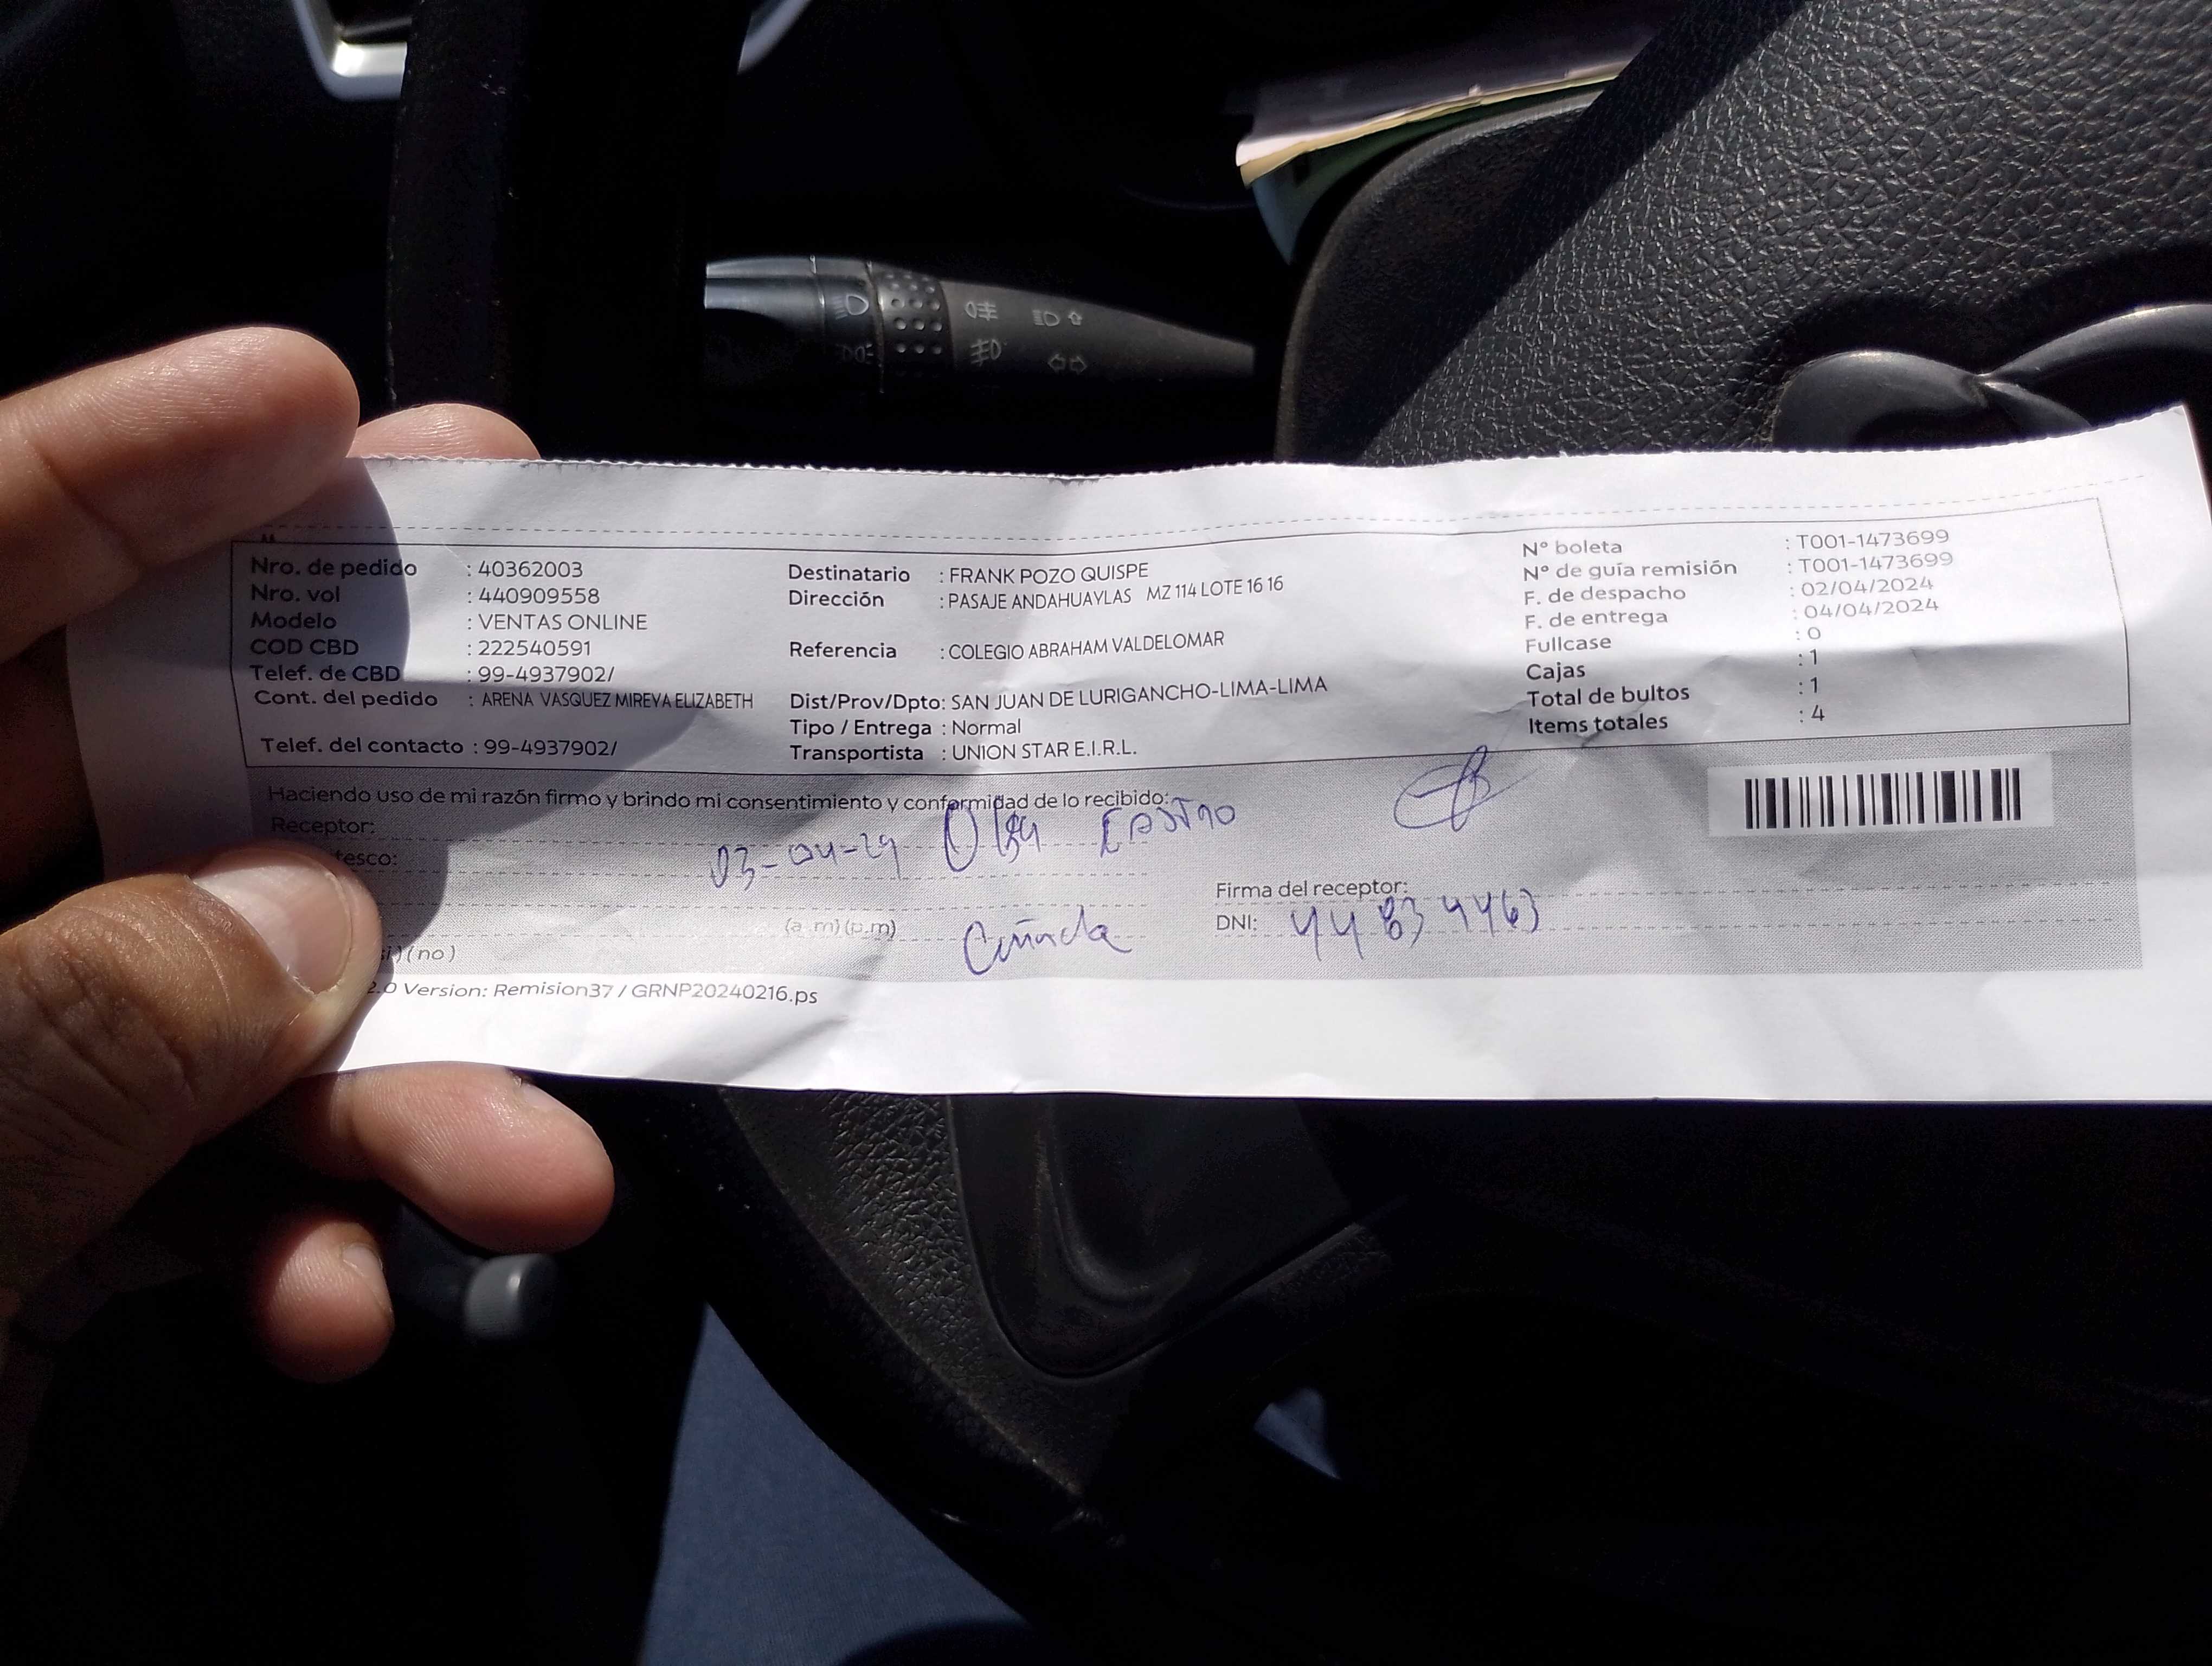 Nro. de pedido : 40362003
Nro. vol : 440909558
Modelo : VENTAS ONLINE
COD CBD : 222540591
Telef. de CBD : 99-4937902/
Cont. del pedido : ARENA VASQUEZ MIREYA ELIZABETH
Telef. del contacto : 99-4937902/
Destinatario : FRANK POZO QUISPE
Dirección : PASAJE ANDAHUAYLAS MZ 114 LOTE 16 16
Referencia : COLEGIO ABRAHAM VALDELOMAR
Dist/Prov/Dpto: SAN JUAN DE LURIGANCHO-LIMA-LIMA
Tipo / Entrega : Normal
Transportista : UNION STAR E.I.R.L.
N° boleta : T001-1473699
N° de guía remisión : T001-1473699
F. de despacho : 02/04/2024
F. de entrega : 04/04/2024
Fullcase : 0
Cajas : 1
Total de bultos : 1
Items totales : 4
Haciendo uso de mi razón firmo y brindo mi consentimiento y conformidad de lo recibido:
Receptor:
tesco:
03-04-24 Olga Castro
Firma del receptor:
(a.m)(p.m) Cuñada
DNI: 44834463
(no)
2.0 Version: Remision37 / GRNP20240216.ps